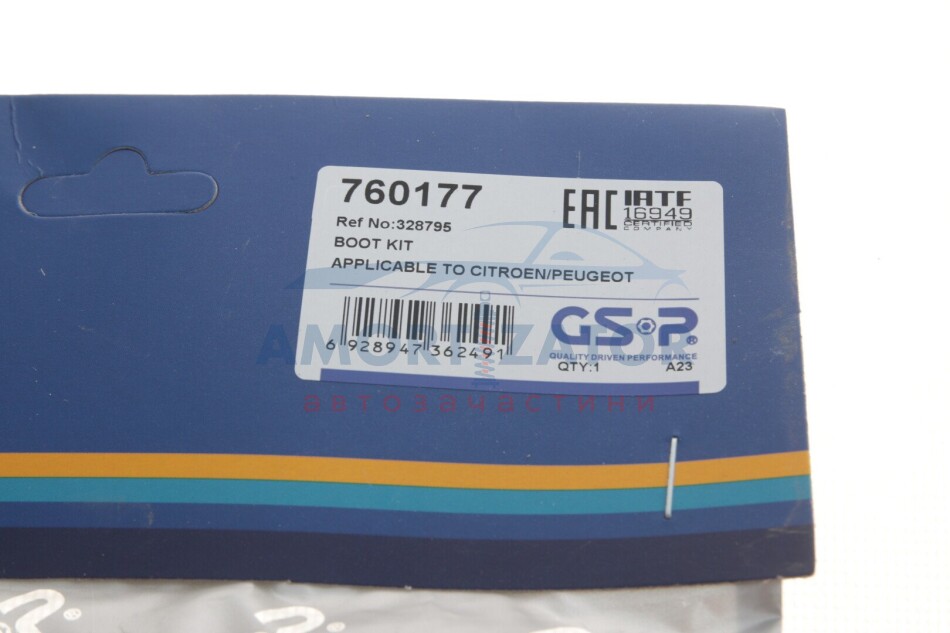 760177
EAC IATF
16949
CERTIFIED
COMPANY
Ref No:328795
BOOT KIT
APPLICABLE TO CITROEN/PEUGEOT
GSP®
AMORTIZATOR
6 928947 362491
QUALITY DRIVEN PERFORMANCE
QTY:1 A23
автозапчастини